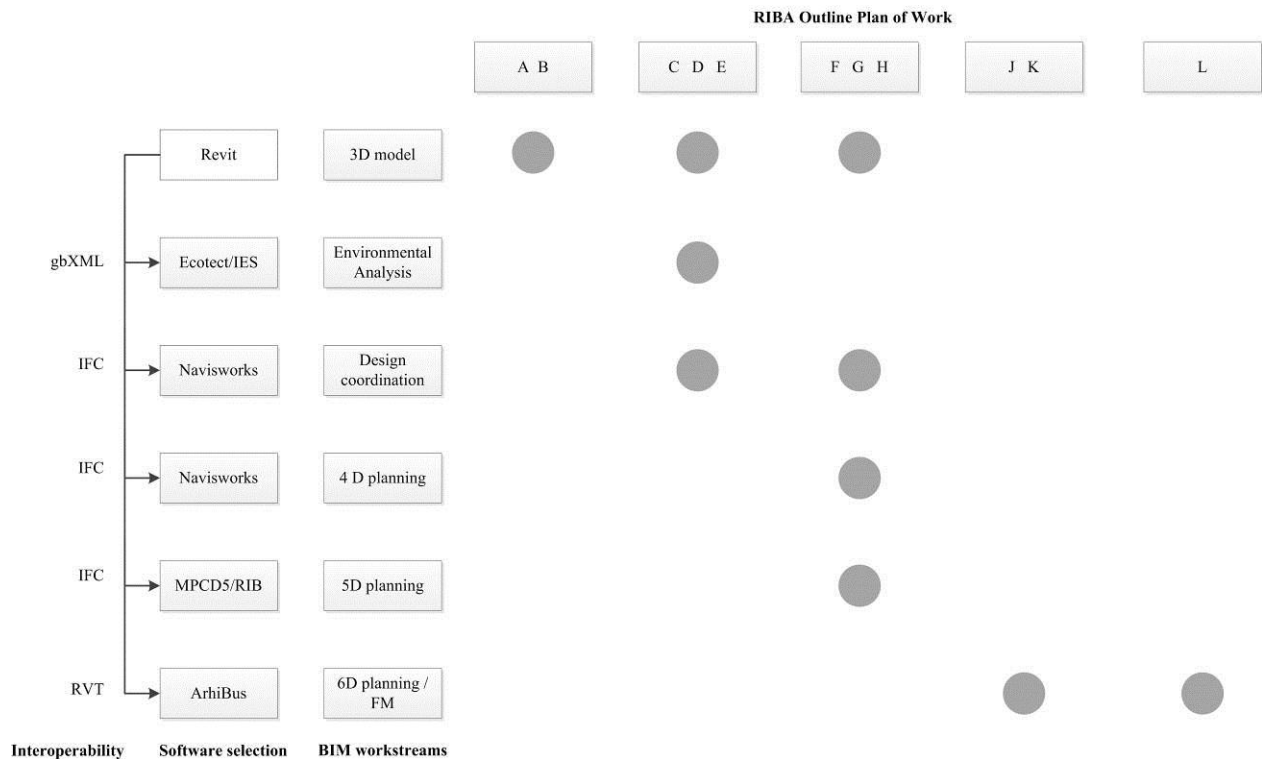 RIBA Outline Plan of Work
A B
C D E
F G H
J K
L
Revit
3D model
gbXML
Ecotect/IES
Environmental
Analysis
IFC
Navisworks
Design
coordination
IFC
Navisworks
4 D planning
IFC
MPCD5/RIB
5D planning
RVT
ArhiBus
6D planning /
FM
Interoperability
Software selection
BIM workstreams